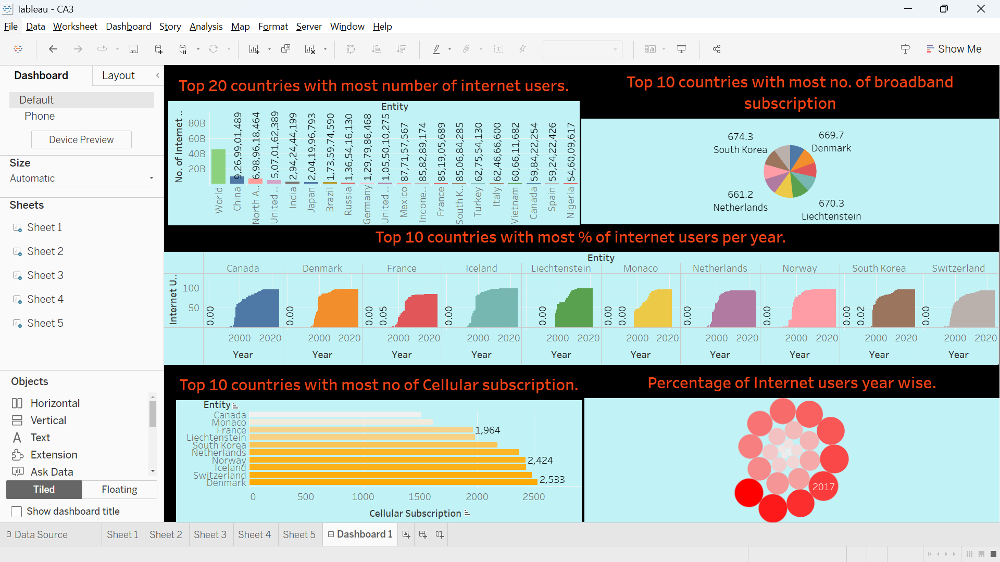 Tableau - CA3
File Data Worksheet Dashboard Story Analysis Map Format Server Window Help
Show Me
Dashboard Layout
Default
Phone
Device Preview
Size
Automatic
Sheets
Sheet 1
Sheet 2
Sheet 3
Sheet 4
Sheet 5
Objects
Horizontal
Vertical
Text
Extension
Ask Data
Tiled Floating
Show dashboard title
Top 20 countries with most number of internet users.
Entity
No. of Internet ..
80B
60B
40B
20B
9,26,99,01,489
6,98,96,18,464
5,07,01,62,389
2,94,24,44,199
2,04,19,96,793
1,73,59,74,590
1,36,54,16,130
1,29,79,86,468
1,05,50,10,275
87,71,57,567
85,82,89,174
85,19,05,689
85,06,84,285
62,75,54,130
62,46,66,600
60,66,11,682
59,84,22,254
59,24,22,426
54,60,09,617
World
China
North A..
United ..
India
Japan
Brazil
Russia
Germany
United ..
Mexico
Indone..
France
South K..
Turkey
Italy
Vietnam
Canada
Spain
Nigeria
Top 10 countries with most no. of broadband
subscription
674.3
South Korea
669.7
Denmark
661.2
Netherlands
670.3
Liechtenstein
Top 10 countries with most % of internet users per year.
Entity
Canada Denmark France Iceland Liechtenstein Monaco Netherlands Norway South Korea Switzerland
Internet U..
100
50
0.00 0.00 0.00 0.05 0.00 0.00 0.00 0.00 0.00 0.00 0.00 0.02 0.00
2000 2020 2000 2020 2000 2020 2000 2020 2000 2020 2000 2020 2000 2020 2000 2020 2000 2020 2000 2020
Year Year Year Year Year Year Year Year Year Year
Top 10 countries with most no of Cellular subscription.
Entity
Canada
Monaco
France 1,964
Liechtenstein
South Korea
Netherlands
Norway 2,424
Iceland
Switzerland
Denmark 2,533
0 500 1000 1500 2000 2500
Cellular Subscription
Percentage of Internet users year wise.
2017
Data Source Sheet 1 Sheet 2 Sheet 3 Sheet 4 Sheet 5 Dashboard 1